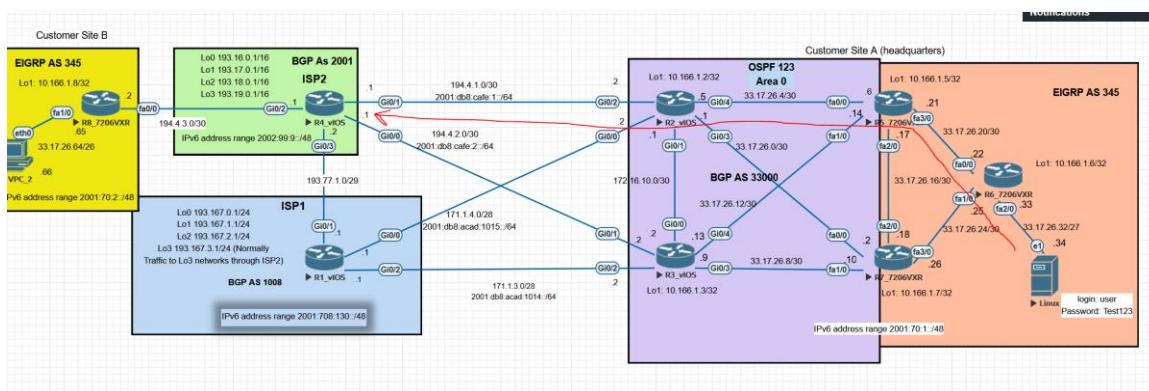 Notifications
Customer Site B
EIGRP AS 345
Lo1: 10.166.1.8/32
.2
fa0/0
fa1/0
R8_7206VXR
eth0
.65
33.17.26.64/26
.66
VPC_2
IPv6 address range 2001:70:2::/48
194.4.3.0/30
Lo0 193.16.0.1/16
Lo1 193.17.0.1/16
Lo2 193.18.0.1/16
Lo3 193.19.0.1/16
BGP As 2001
ISP2
Gi0/2
.1
R4_vIOS
.2
Gi0/3
IPv6 address range 2002:99:9::/48
.1
Gi0/1
.1
Gi0/0
193.77.1.0/29
ISP1
Lo0 193.167.0.1/24
Lo1 193.167.1.1/24
Lo2 193.167.2.1/24
Lo3 193.167.3.1/24 (Normally
Traffic to Lo3 networks through ISP2)
BGP AS 1008
Gi0/1
.1
.1
Gi0/0
Gi0/2
.1
R1_vIOS
IPv6 address range 2001:708:130::/48
194.4.1.0/30
2001:db8:cafe:1::/64
194.4.2.0/30
2001:db8:cafe:2::/64
171.1.4.0/28
2001:db8:acad:1015::/64
171.1.3.0/28
2001:db8:acad:1014::/64
Customer Site A (headquarters)
OSPF 123
Area 0
Lo1: 10.166.1.2/32
.2
Gi0/2
.5
Gi0/4
R2_vIOS
.1
Gi0/0
.2
.1
Gi0/1
33.17.26.4/30
33.17.26.0/30
172.16.10.0/30
BGP AS 33000
33.17.26.12/30
Gi0/0
.2
Gi0/1
.2
.13
Gi0/4
.9
Gi0/3
Gi0/2
.2
R3_vIOS
33.17.26.8/30
Lo1: 10.166.1.3/32
Lo1: 10.166.1.5/32
.6
fa0/0
.14
fa1/0
R5_7206VXR
.21
fa3/0
.17
fa2/0
33.17.26.16/30
33.17.26.20/30
EIGRP AS 345
.22
fa0/0
Lo1: 10.166.1.6/32
R6_7206VXR
fa1/0
.25
fa2/0
.33
33.17.26.24/30
33.17.26.32/27
.18
fa2/0
fa0/0
.2
.10
fa1/0
fa3/0
.26
R7_7206VXR
Lo1: 10.166.1.7/32
e1
.34
Linux
login: user
Password: Test123
IPv6 address range 2001:70:1::/48